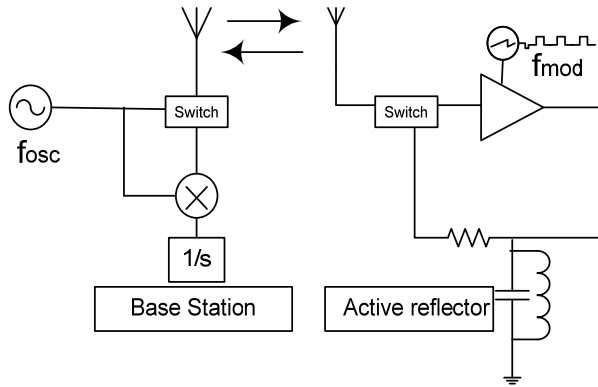 Switch
fosc
1/s
Base Station
Switch
fmod
Active reflector